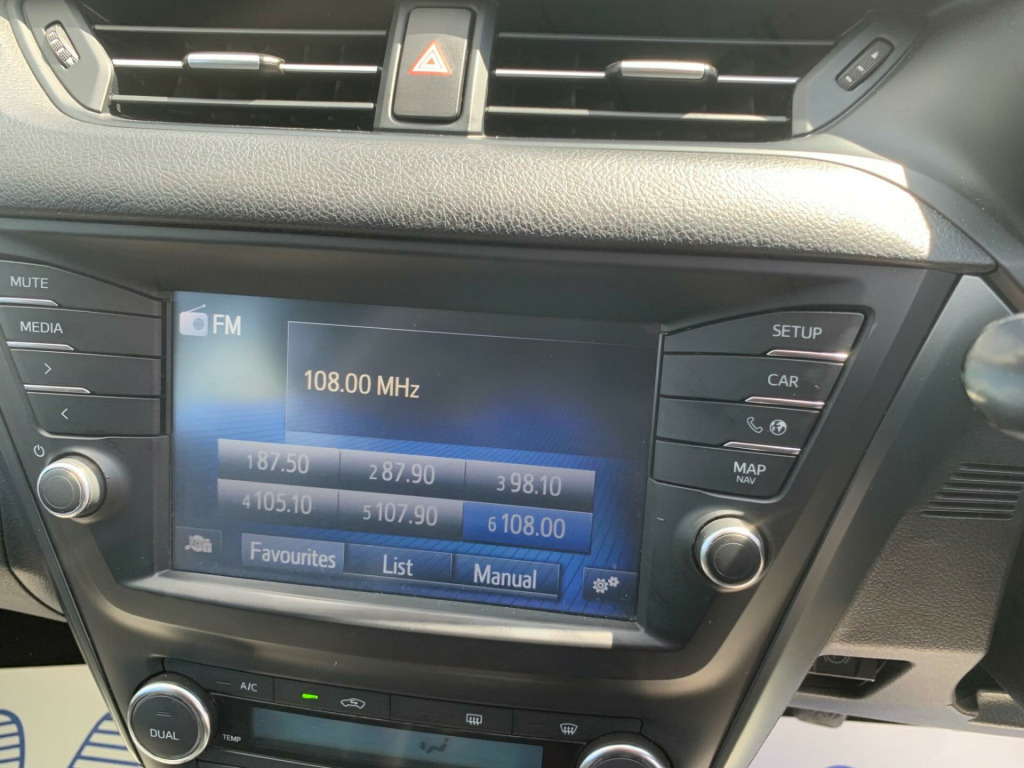 MUTE
MEDIA
FM
108.00 MHz
1 87.50
2 87.90
3 98.10
4 105.10
5 107.90
6 108.00
Favourites
List
Manual
SETUP
CAR
MAP
NAV
A/C
DUAL
TEMP